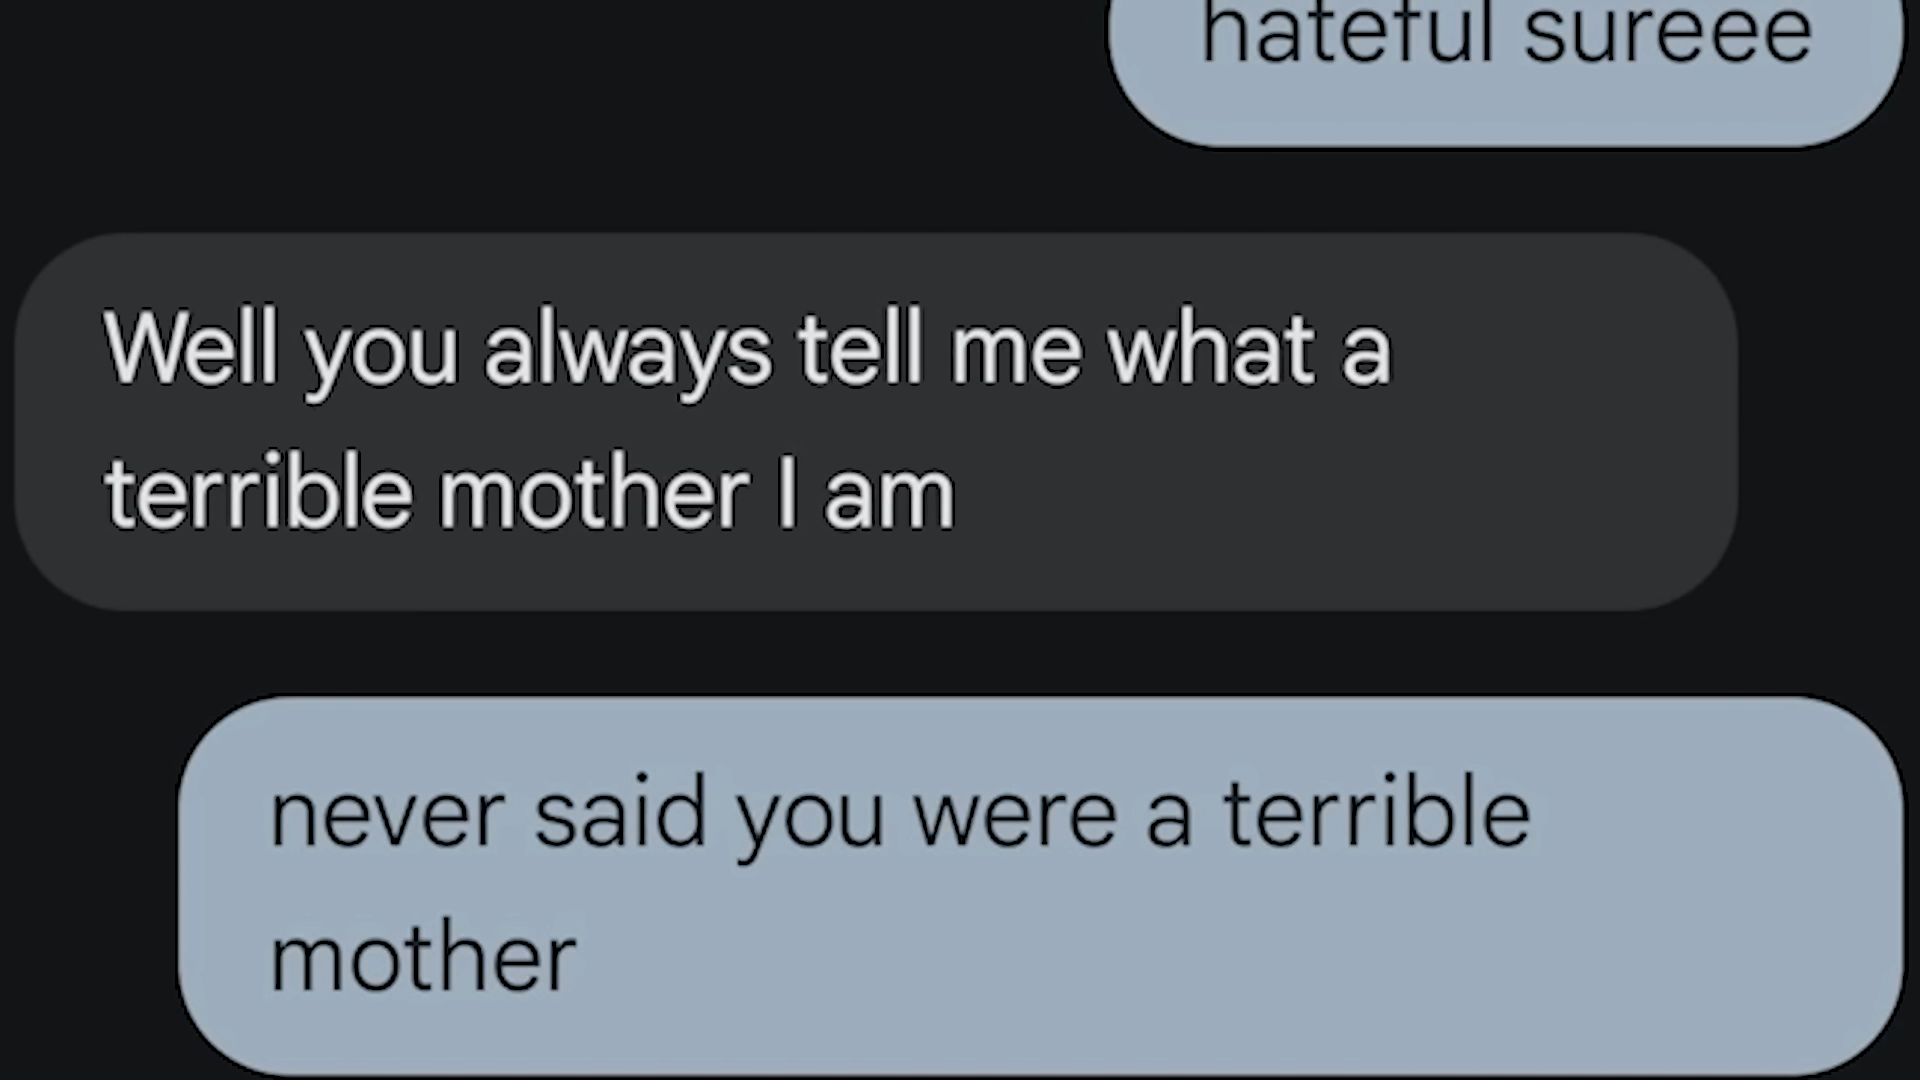 hateful sureee
Well you always tell me what a
terrible mother I am
never said you were a terrible
mother